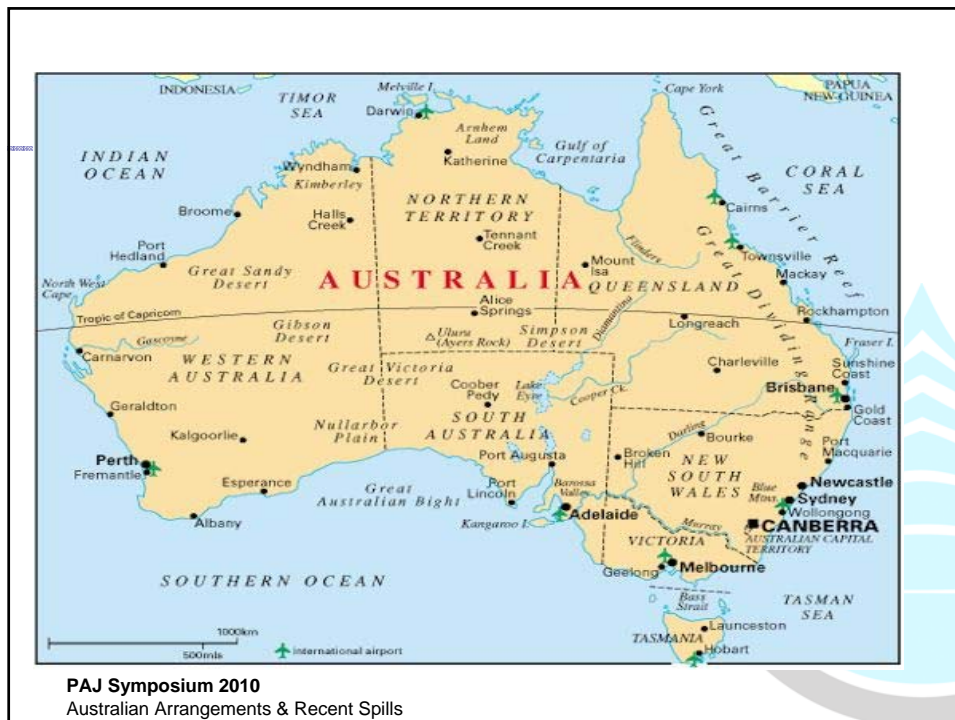 INDONESIA
TIMOR
SEA
Melville I.
Darwin
Arnhem
Land
Katherine
Gulf of
Carpentaria
Cape York
PAPUA
NEW GUINEA
Great Barrier Reef
CORAL
SEA
INDIAN
OCEAN
Wyndham
Kimberley
Broome
Halls
Creek
NORTHERN
TERRITORY
Tennant
Creek
Cairns
Townsville
Mackay
Port
Hedland
Great Sandy
Desert
AUSTRALIA
Mount
Isa
Flinders
QUEENSLAND
Great Dividing Range
North West
Cape
Tropic of Capricorn
Alice
Springs
Diamantina
Longreach
Rockhampton
Fraser I.
Gascoyne
Carnarvon
Gibson
Desert
Uluru
(Ayers Rock)
Simpson
Desert
Charleville
Sunshine
Coast
Brisbane
Gold
Coast
WESTERN
AUSTRALIA
Great Victoria
Desert
Coober
Pedy
Lake
Eyre
Cooper Ck.
Geraldton
SOUTH
AUSTRALIA
Kalgoorlie
Nullarbor
Plain
Darling
Bourke
Port
Macquarie
Perth
Fremantle
Esperance
Albany
Great
Australian Bight
Port Augusta
Port
Lincoln
Barossa
Valley
Kangaroo I.
Adelaide
Broken
Hill
NEW
SOUTH
WALES
Blue
Mtns.
Newcastle
Sydney
Wollongong
Murray
CANBERRA
AUSTRALIAN CAPITAL
TERRITORY
VICTORIA
Geelong
Melbourne
SOUTHERN OCEAN
Bass
Strait
TASMAN
SEA
Launceston
TASMANIA
Hobart
1000km
500mls
international airport
PAJ Symposium 2010
Australian Arrangements & Recent Spills